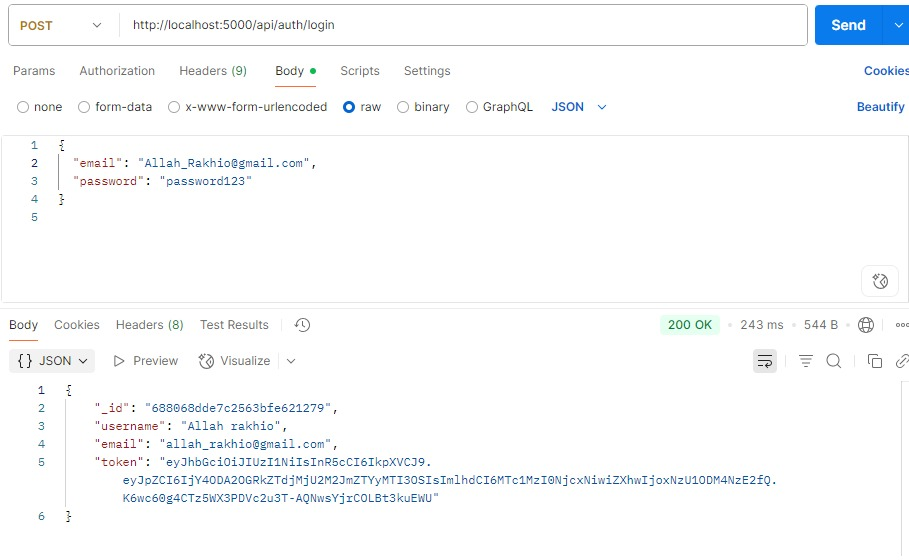 POST http://localhost:5000/api/auth/login Send
Params Authorization Headers (9) Body Scripts Settings Cookies
none form-data x-www-form-urlencoded raw binary GraphQL JSON Beautify
1 {
2 "email": "Allah_Rakhio@gmail.com",
3 "password": "password123"
4 }
5
Body Cookies Headers (8) Test Results 200 OK • 243 ms • 544 B
{} JSON Preview Visualize
1 {
2 "_id": "688068dde7c2563bfe621279",
3 "username": "Allah rakhio",
4 "email": "allah_rakhio@gmail.com",
5 "token": "eyJhbGciOiJIUzI1NiIsInR5cCI6IkpXVCJ9.
eyJpZCI6IjY4ODA2OGRkZTdjMjU2M2JmZTYyMTI3OSIsImlhdCI6MTc1MzI0NjcxNiwiZXhwIjoxNzU1ODM4NzE2fQ.
K6wc60g4CTz5WX3PDVc2u3T-AQNwsYjrCOLBt3kuEWU"
6 }